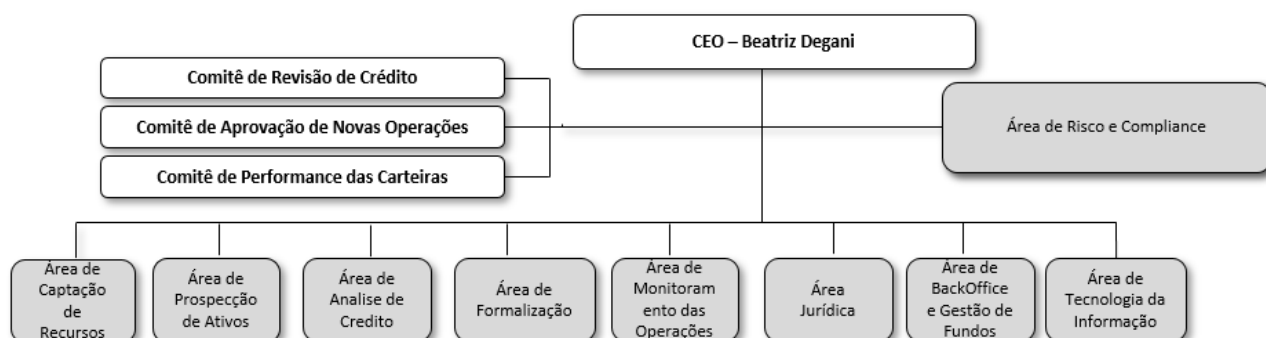 CEO – Beatriz Degani
Comitê de Revisão de Crédito
Comitê de Aprovação de Novas Operações
Comitê de Performance das Carteiras
Área de Risco e Compliance
Área de
Captação
de
Recursos
Área de
Prospecção
de Ativos
Área de
Analise de
Credito
Área de
Formalização
Área de
Monitoram
ento das
Operações
Área
Jurídica
Área de
BackOffice
e Gestão de
Fundos
Área de
Tecnologia da
Informação